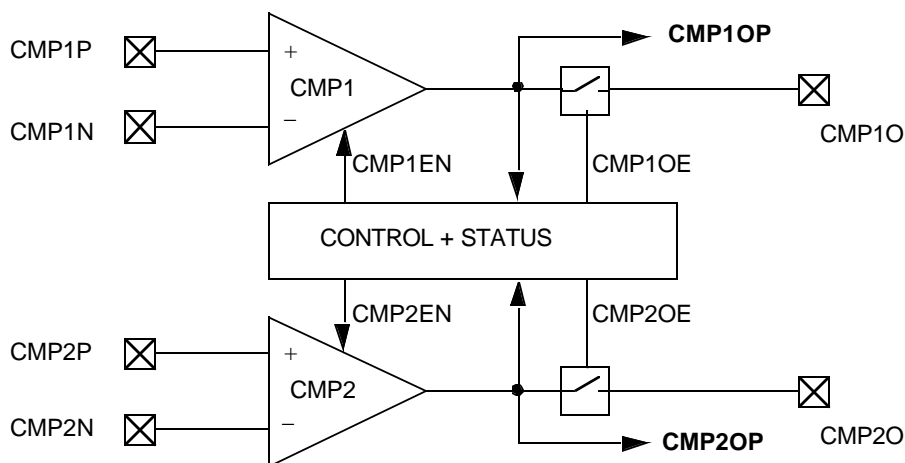 CMP1P
+
CMP1
CMP1OP
CMP1N
−
CMP1O
CMP1EN
CMP1OE
CONTROL + STATUS
CMP2EN
CMP2OE
CMP2P
+
CMP2
CMP2N
−
CMP2O
CMP2OP